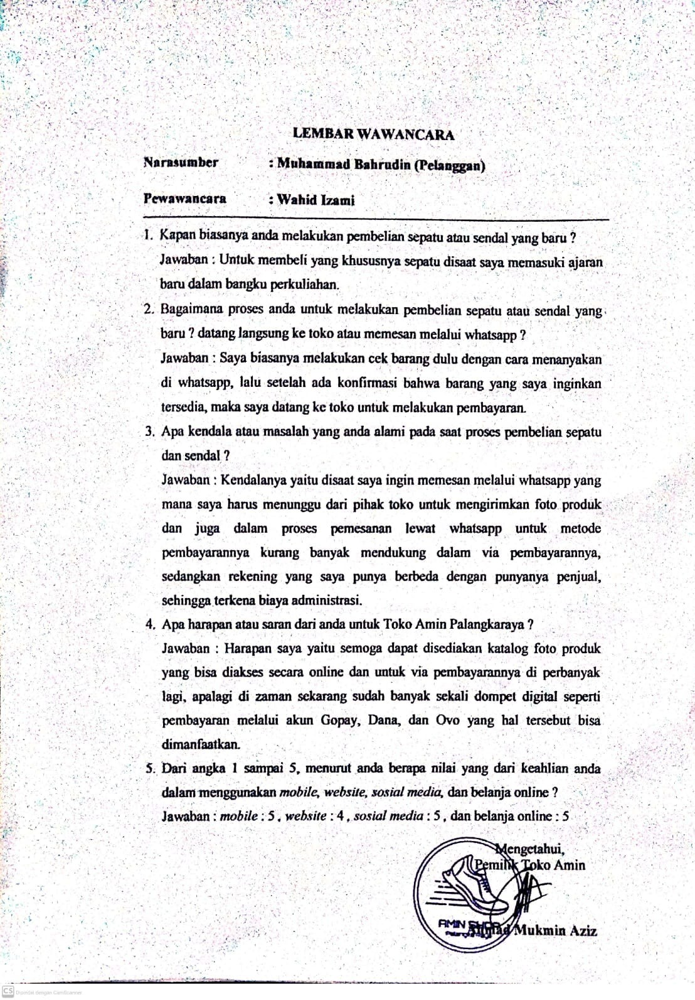 LEMBAR WAWANCARA
Narasumber : Muhammad Bahrudin (Pelanggan)
Pewawancara : Wahid Izami
1. Kapan biasanya anda melakukan pembelian sepatu atau sendal yang baru ?
Jawaban : Untuk membeli yang khususnya sepatu disaat saya memasuki ajaran
baru dalam bangku perkuliahan.
2. Bagaimana proses anda untuk melakukan pembelian sepatu atau sendal yang
baru ? datang langsung ke toko atau memesan melalui whatsapp ?
Jawaban : Saya biasanya melakukan cek barang dulu dengan cara menanyakan
di whatsapp, lalu setelah ada konfirmasi bahwa barang yang saya inginkan
tersedia, maka saya datang ke toko untuk melakukan pembayaran.
3. Apa kendala atau masalah yang anda alami pada saat proses pembelian sepatu
dan sendal ?
Jawaban : Kendalanya yaitu disaat saya ingin memesan melalui whatsapp yang
mana saya harus menunggu dari pihak toko untuk mengirimkan foto produk
dan juga dalam proses pemesanan lewat whatsapp untuk metode
pembayarannya kurang banyak mendukung dalam via pembayarannya,
sedangkan rekening yang saya punya berbeda dengan punyanya penjual,
sehingga terkena biaya administrasi.
4. Apa harapan atau saran dari anda untuk Toko Amin Palangkaraya ?
Jawaban : Harapan saya yaitu semoga dapat disediakan katalog foto produk
yang bisa diakses secara online dan untuk via pembayarannya di perbanyak
lagi, apalagi di zaman sekarang sudah banyak sekali dompet digital seperti
pembayaran melalui akun Gopay, Dana, dan Ovo yang hal tersebut bisa
dimanfaatkan.
5. Dari angka 1 sampai 5, menurut anda berapa nilai yang dari keahlian anda
dalam menggunakan mobile, website, sosial media, dan belanja online ?
Jawaban : mobile : 5 , website : 4 , sosial media : 5 , dan belanja online : 5
Mengetahui,
Pemilik Toko Amin
AMIN SHOP
Mukmin Aziz
CS Dipindai dengan CamScanner